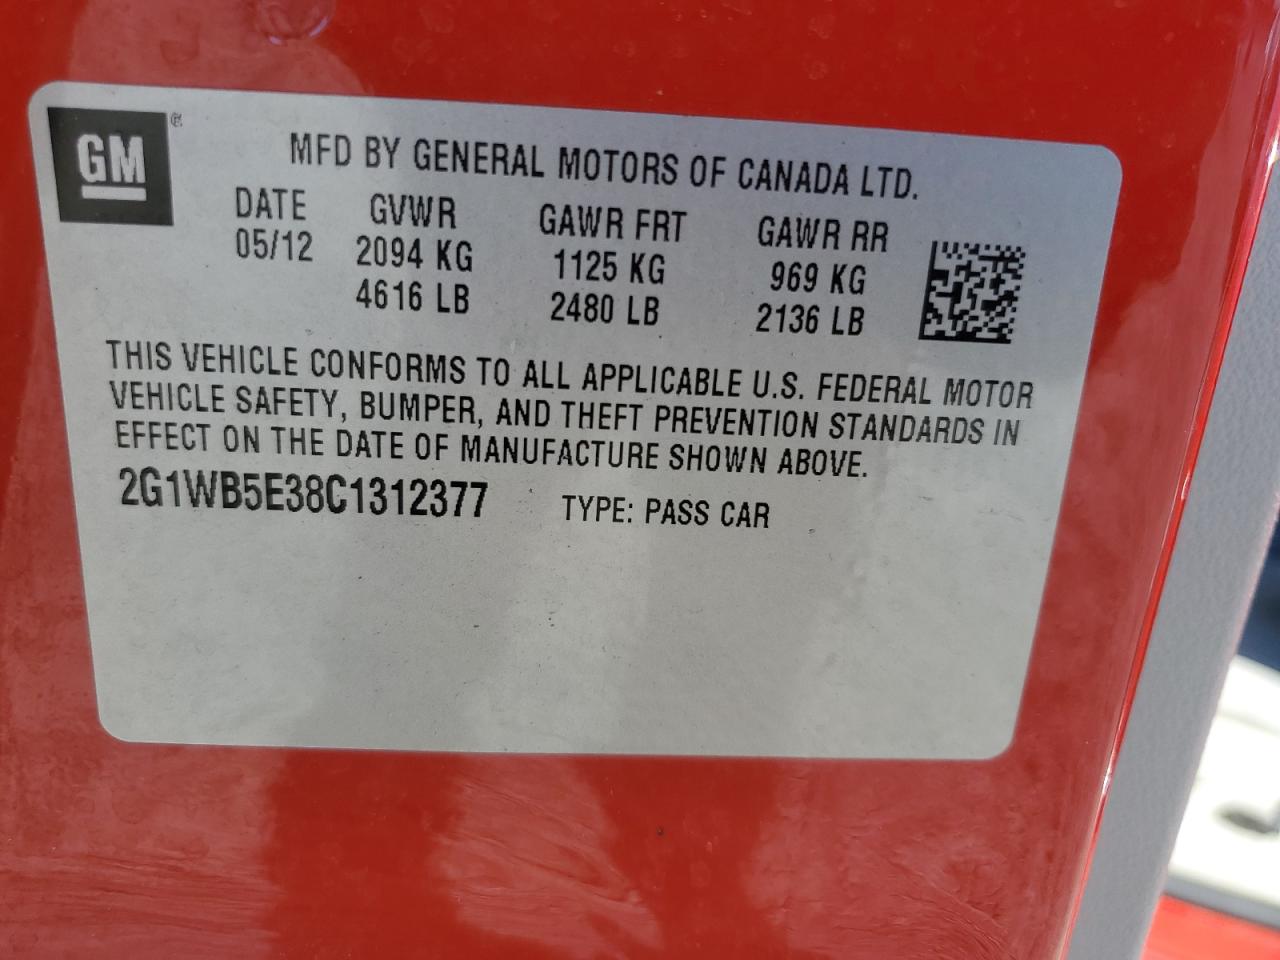 GM
MFD BY GENERAL MOTORS OF CANADA LTD.
DATE GVWR GAWR FRT GAWR RR
05/12 2094 KG 1125 KG 969 KG
4616 LB 2480 LB 2136 LB
THIS VEHICLE CONFORMS TO ALL APPLICABLE U.S. FEDERAL MOTOR
VEHICLE SAFETY, BUMPER, AND THEFT PREVENTION STANDARDS IN
EFFECT ON THE DATE OF MANUFACTURE SHOWN ABOVE.
2G1WB5E38C1312377 TYPE: PASS CAR